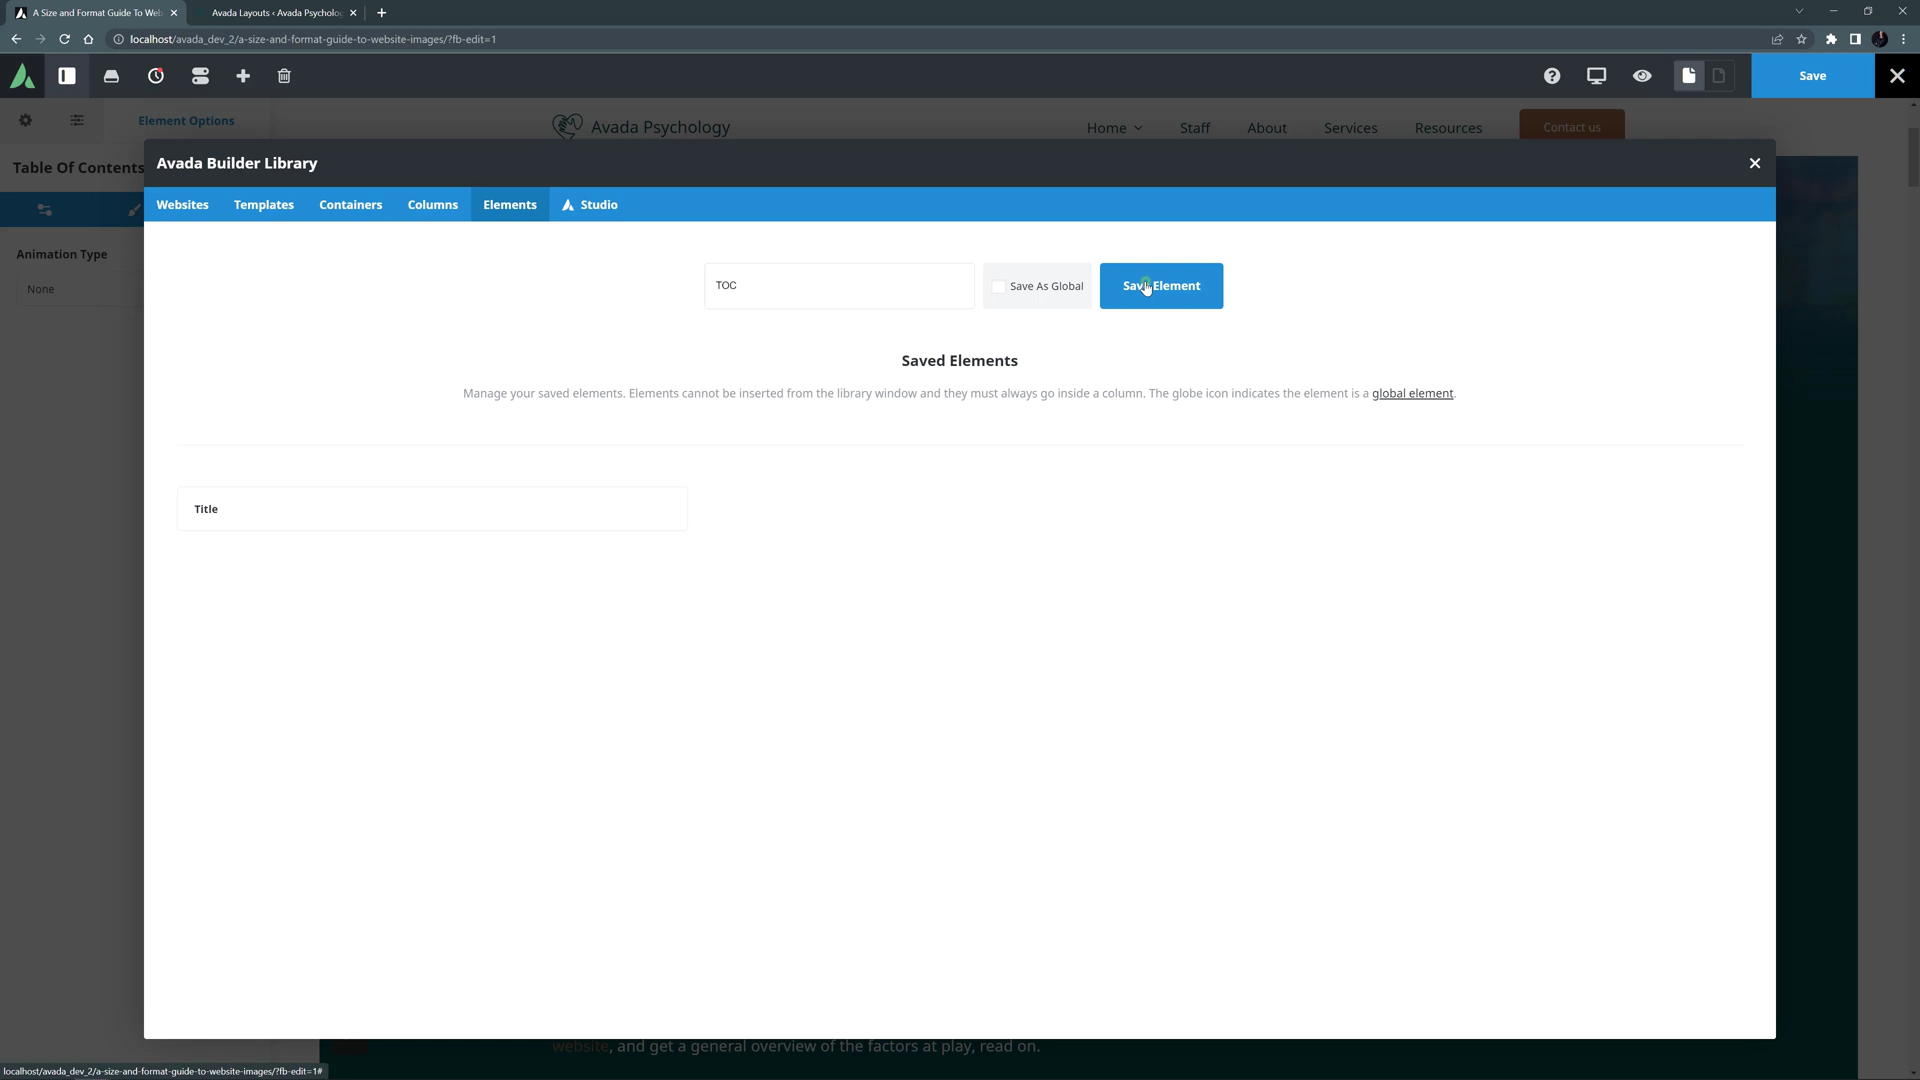 A Size and Format Guide To Web
Avada Layouts ‹ Avada Psycholog
localhost/avada_dev_2/a-size-and-format-guide-to-website-images/?fb-edit=1
Save
Element Options
Avada Psychology
Home
Staff
About
Services
Resources
Contact us
Table Of Contents
Avada Builder Library
Websites
Templates
Containers
Columns
Elements
Studio
Animation Type
None
TOC
Save As Global
Save Element
Saved Elements
Manage your saved elements. Elements cannot be inserted from the library window and they must always go inside a column. The globe icon indicates the element is a global element.
Title
website, and get a general overview of the factors at play, read on.
localhost/avada_dev_2/a-size-and-format-guide-to-website-images/?fb-edit=1#